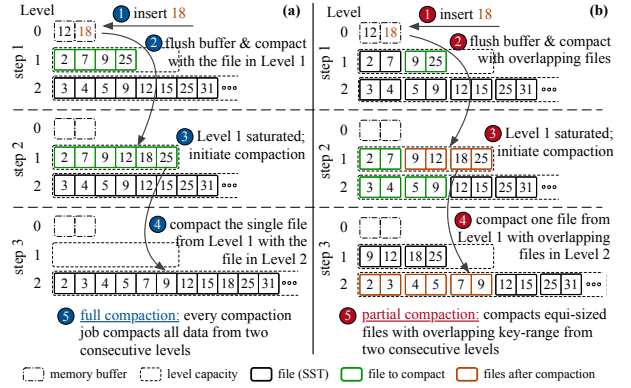 Level
1 insert 18
(a)
step 1
0
12 18
2 flush buffer & compact
with the file in Level 1
1
2 7 9 25
2
3 4 5 9 12 15 25 31 ooo
step 2
0
3 Level 1 saturated;
initiate compaction
1
2 7 9 12 18 25
2
3 4 5 9 12 15 25 31 ooo
step 3
0
4 compact the single file
from Level 1 with the
file in Level 2
1
2
2 3 4 5 7 9 12 15 18 25 31 ooo
5 full compaction: every compaction
job compacts all data from two
consecutive levels
Level
1 insert 18
(b)
step 1
0
12 18
2 flush buffer & compact
with overlapping files
1
2 7 9 25
2
3 4 5 9 12 15 25 31 ooo
step 2
0
3 Level 1 saturated;
initiate compaction
1
2 7 9 12 18 25
2
3 4 5 9 12 15 25 31 ooo
step 3
0
4 compact one file from
Level 1 with overlapping
files in Level 2
1
9 12 18 25
2
2 3 4 5 7 9 12 15 25 31 ooo
5 partial compaction: compacts equi-sized
files with overlapping key-range from
two consecutive levels
memory buffer level capacity file (SST) file to compact files after compaction